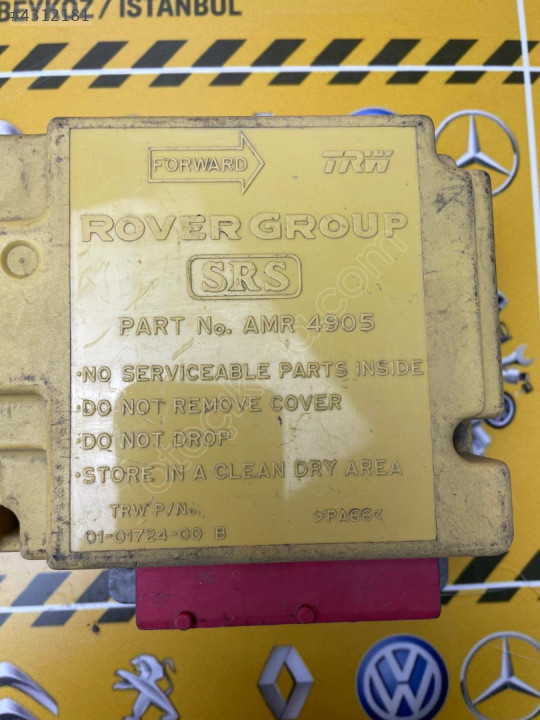 #4312181
BEYKOZ / İSTANBUL
FORWARD
TRW
ROVER GROUP
SRS
PART No. AMR 4905
·NO SERVICEABLE PARTS INSIDE
·DO NOT REMOVE COVER
·DO NOT DROP
·STORE IN A CLEAN DRY AREA
TRW P/No.
01-01724-00 B
>PA66<